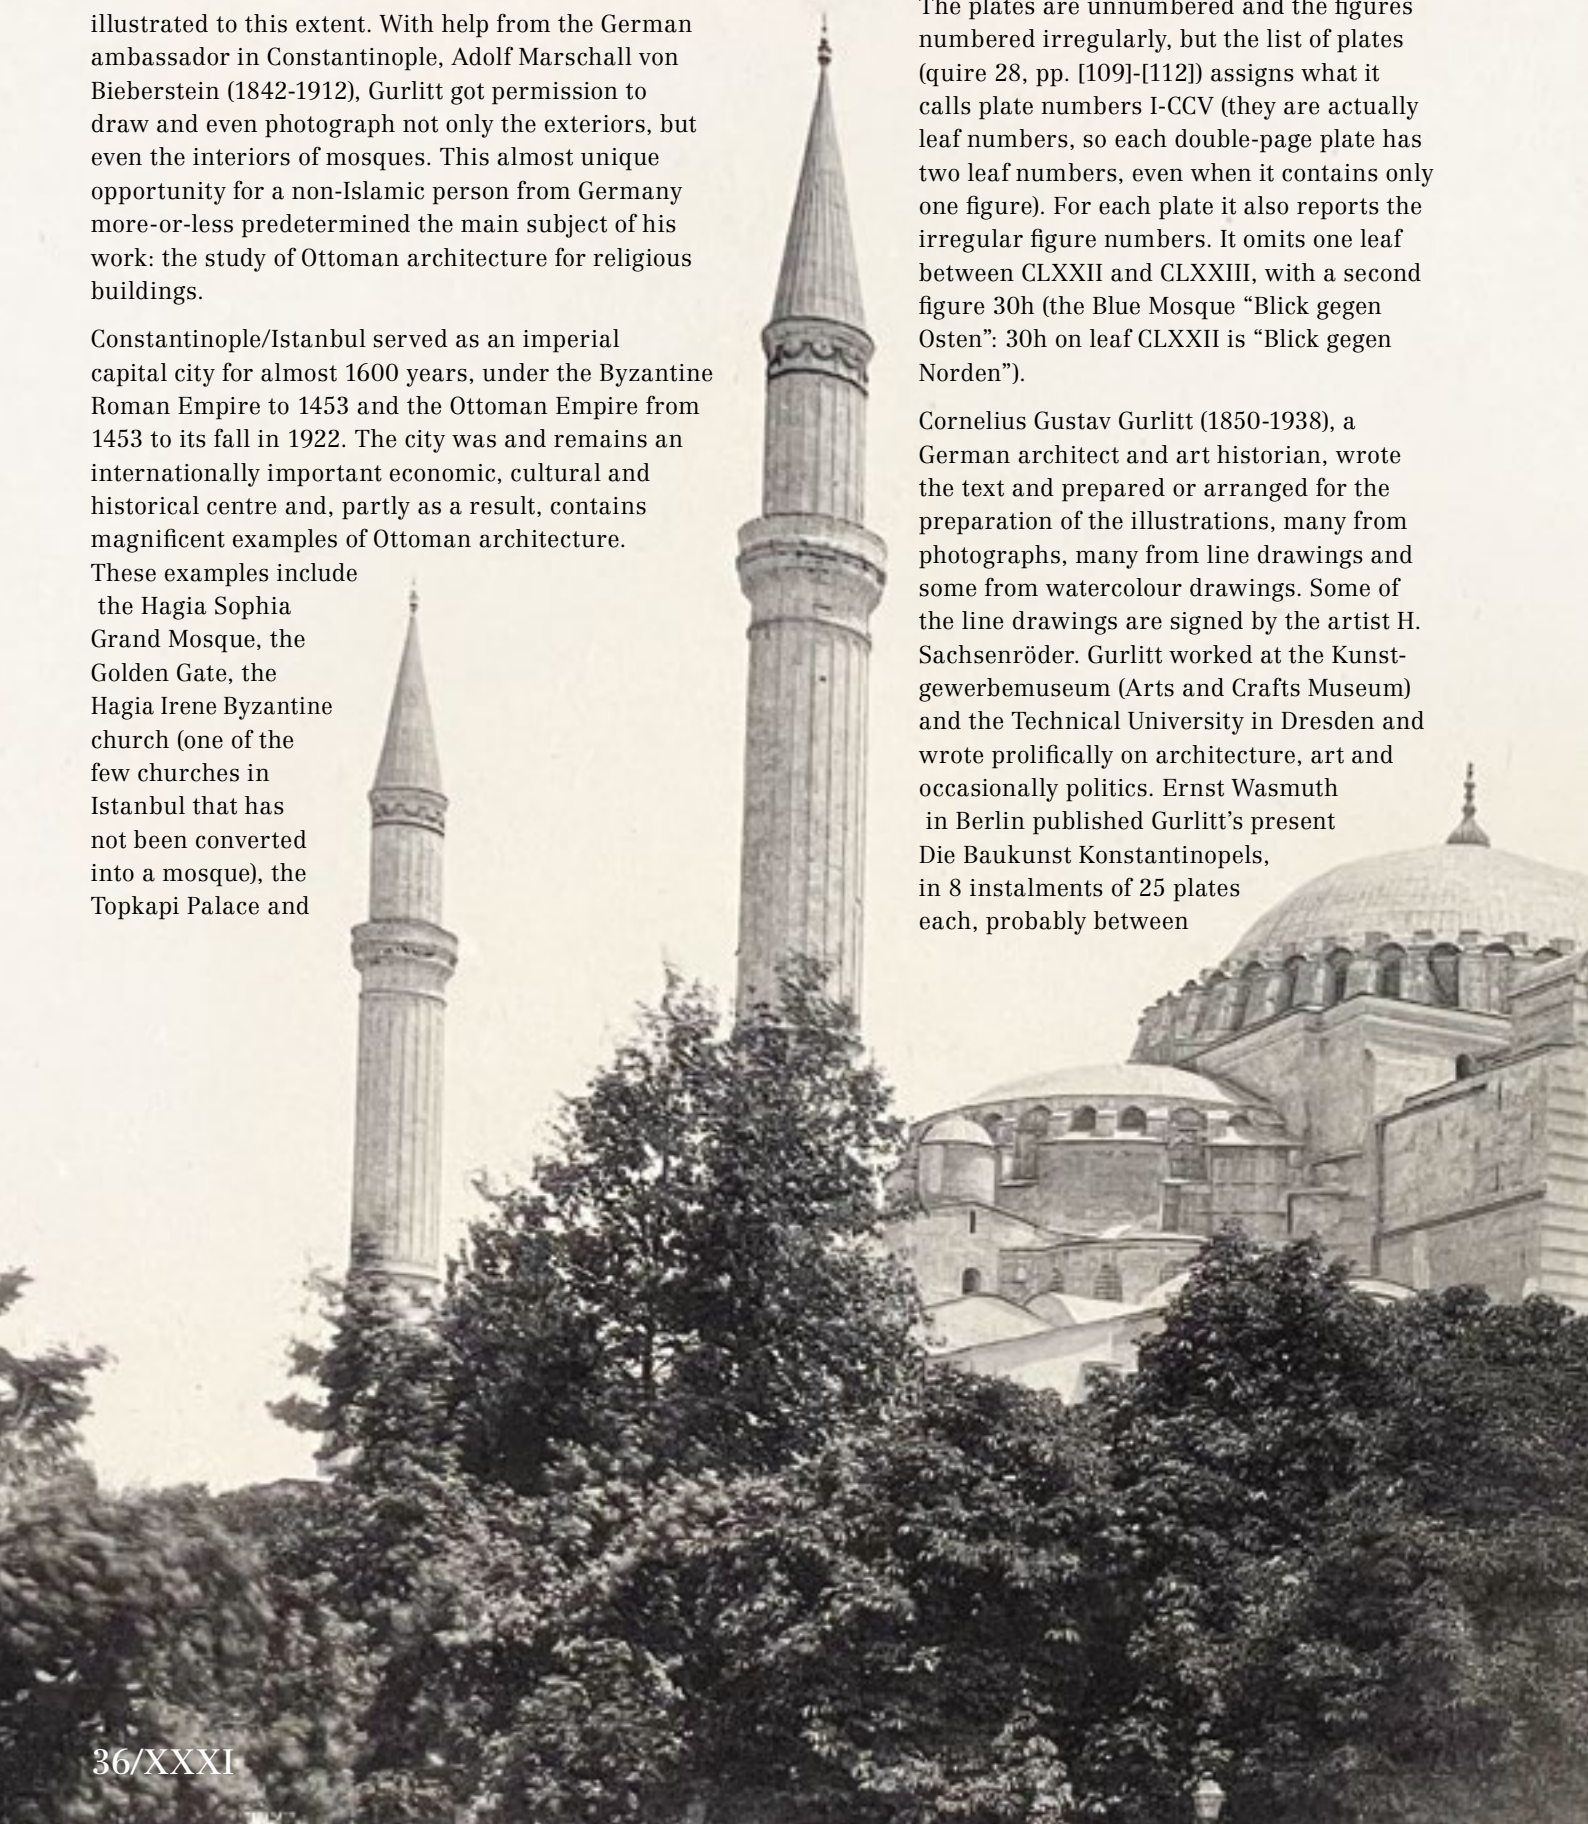 illustrated to this extent. With help from the German
ambassador in Constantinople, Adolf Marschall von
Bieberstein (1842-1912), Gurlitt got permission to
draw and even photograph not only the exteriors, but
even the interiors of mosques. This almost unique
opportunity for a non-Islamic person from Germany
more-or-less predetermined the main subject of his
work: the study of Ottoman architecture for religious
buildings.
Constantinople/Istanbul served as an imperial
capital city for almost 1600 years, under the Byzantine
Roman Empire to 1453 and the Ottoman Empire from
1453 to its fall in 1922. The city was and remains an
internationally important economic, cultural and
historical centre and, partly as a result, contains
magnificent examples of Ottoman architecture.
These examples include
the Hagia Sophia
Grand Mosque, the
Golden Gate, the
Hagia Irene Byzantine
church (one of the
few churches in
Istanbul that has
not been converted
into a mosque), the
Topkapi Palace and
The plates are unnumbered and the figures
numbered irregularly, but the list of plates
(quire 28, pp. [109]-[112]) assigns what it
calls plate numbers I-CCV (they are actually
leaf numbers, so each double-page plate has
two leaf numbers, even when it contains only
one figure). For each plate it also reports the
irregular figure numbers. It omits one leaf
between CLXXII and CLXXIII, with a second
figure 30h (the Blue Mosque “Blick gegen
Osten”: 30h on leaf CLXXII is “Blick gegen
Norden”).
Cornelius Gustav Gurlitt (1850-1938), a
German architect and art historian, wrote
the text and prepared or arranged for the
preparation of the illustrations, many from
photographs, many from line drawings and
some from watercolour drawings. Some of
the line drawings are signed by the artist H.
Sachsenröder. Gurlitt worked at the Kunst-
gewerbemuseum (Arts and Crafts Museum)
and the Technical University in Dresden and
wrote prolifically on architecture, art and
occasionally politics. Ernst Wasmuth
in Berlin published Gurlitt’s present
Die Baukunst Konstantinopels,
in 8 instalments of 25 plates
each, probably between
36/XXXI